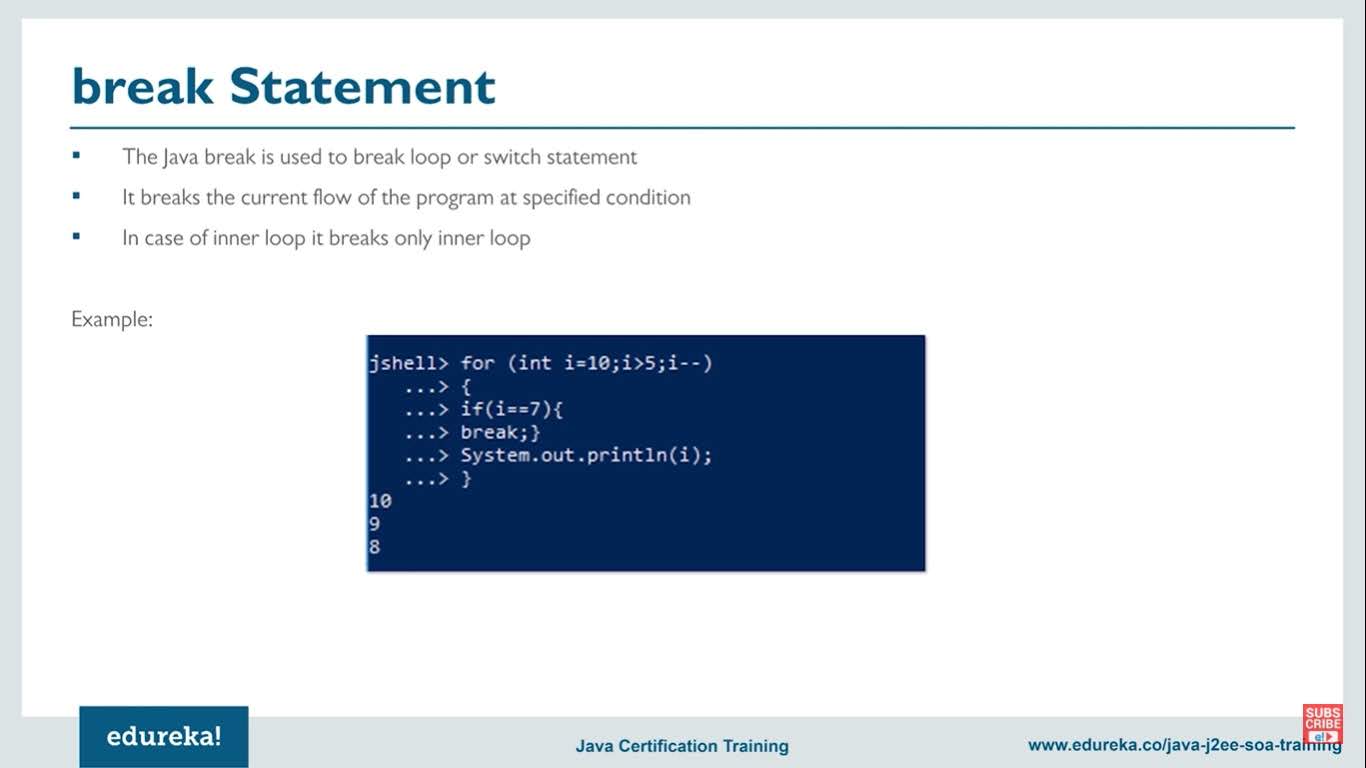 break Statement
▪ The Java break is used to break loop or switch statement
▪ It breaks the current flow of the program at specified condition
▪ In case of inner loop it breaks only inner loop
Example:
jshell> for (int i=10;i>5;i--)
...> {
...> if(i==7){
...> break;}
...> System.out.println(i);
...> }
10
9
8
edureka!
Java Certification Training
www.edureka.co/java-j2ee-soa-training
SUBS
CRIBE
e!